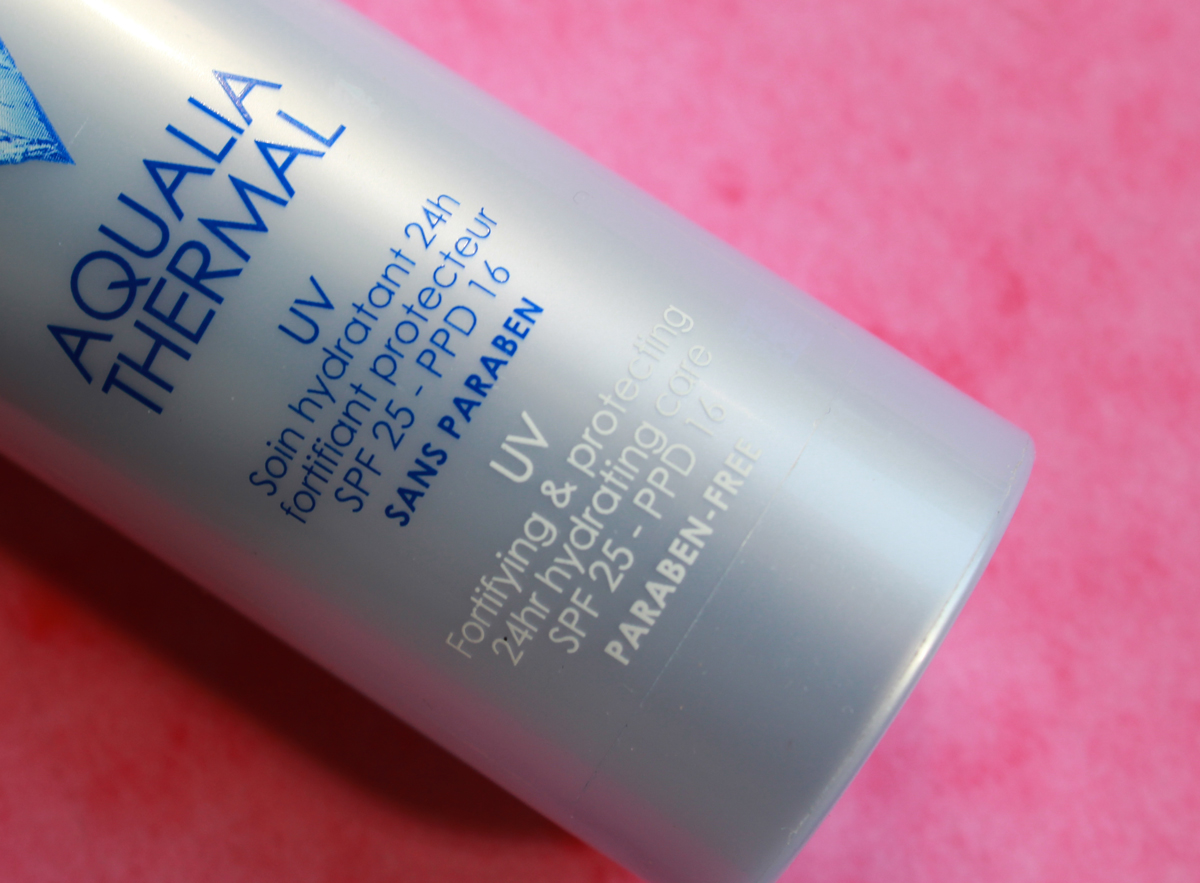 AQUALIA
THERMAL
UV
Soin hydratant 24h
fortifiant protecteur
SPF 25 - PPD 16
SANS PARABEN
UV
Fortifying & protecting
24hr hydrating care
SPF 25 - PPD 16
PARABEN-FREE